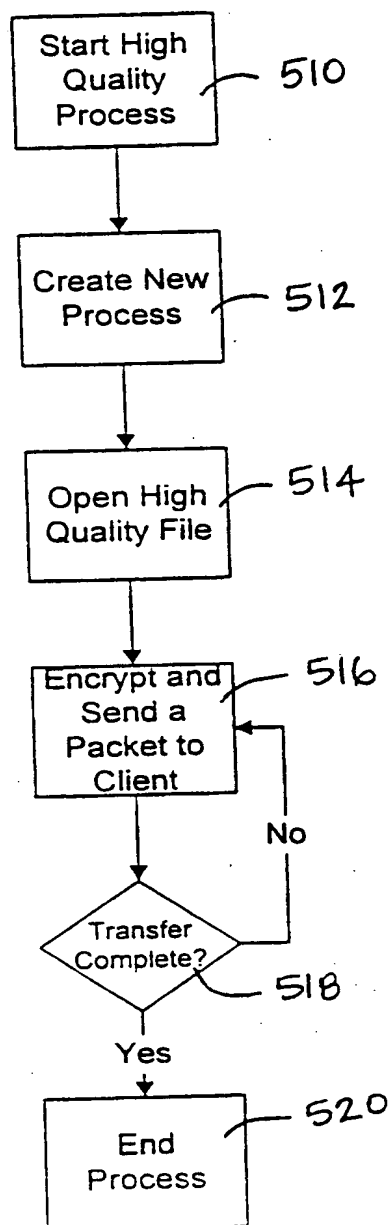 Start High
Quality
Process
510
Create New
Process
512
Open High
Quality File
514
Encrypt and
Send a
Packet to
Client
516
No
Transfer
Complete?
518
Yes
End
Process
520